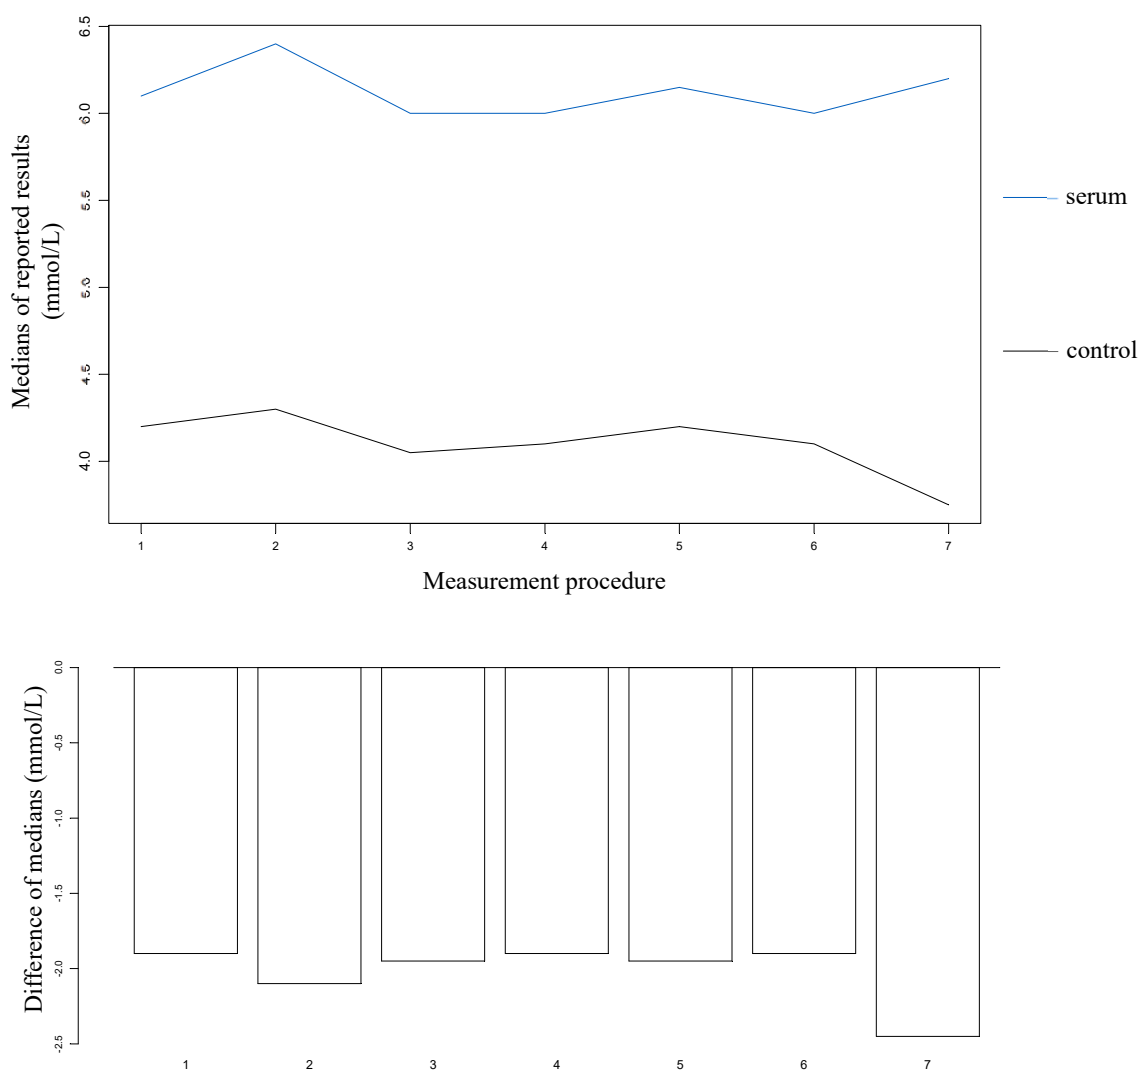 Medians of reported results
(mmol/L)
6.5
6.0
5.5
5.0
4.5
4.0
1 2 3 4 5 6 7
Measurement procedure
serum
control
Difference of medians (mmol/L)
0.0
-0.5
-1.0
-1.5
-2.0
-2.5
1 2 3 4 5 6 7